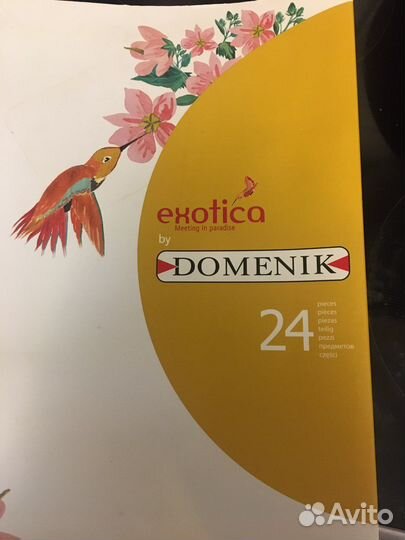 exotica
Meeting in paradise
by
DOMENIK
24
pieces
pièces
piezas
teilig
pezzi
предметов
części
Avito